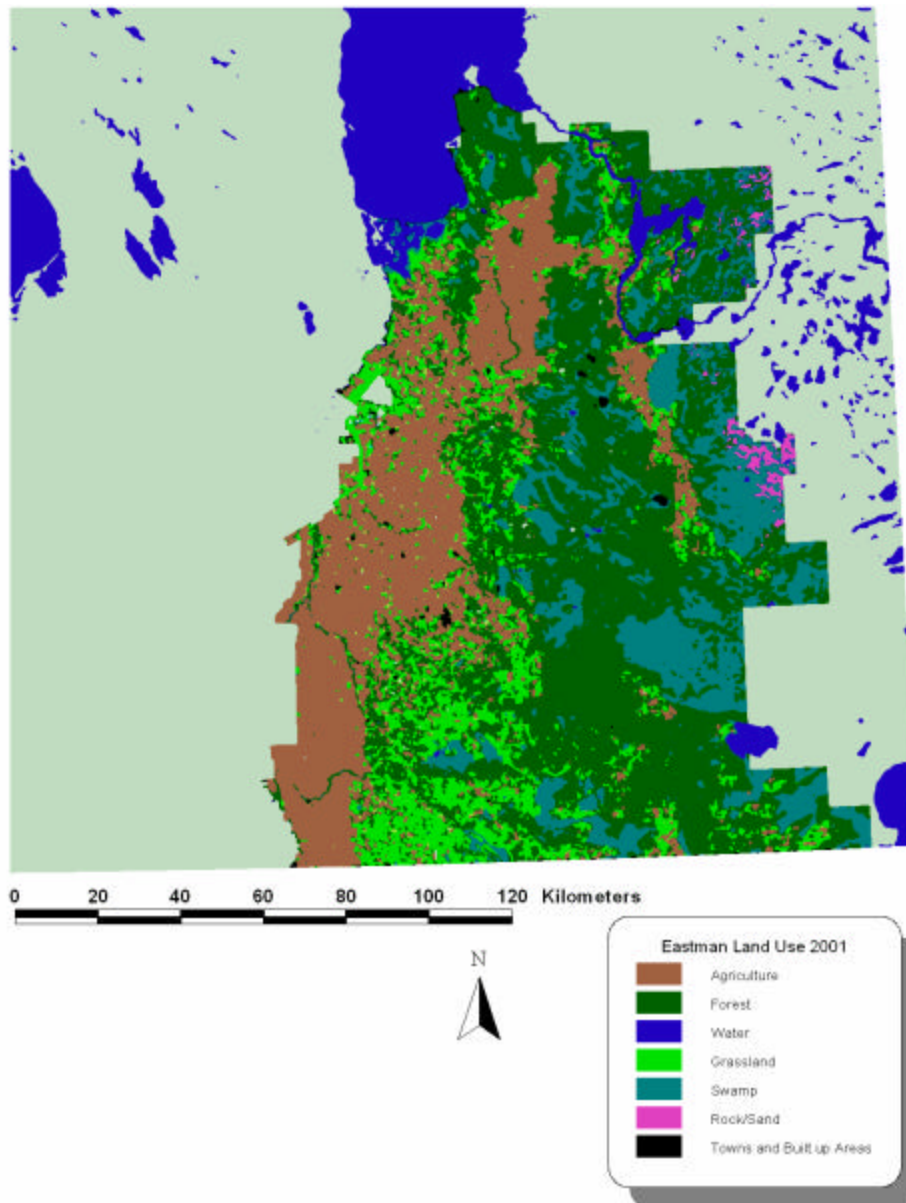 0 20 40 60 80 100 120 Kilometers
N
Eastman Land Use 2001
Agriculture
Forest
Water
Grassland
Swamp
Rock/Sand
Towns and Built up Areas